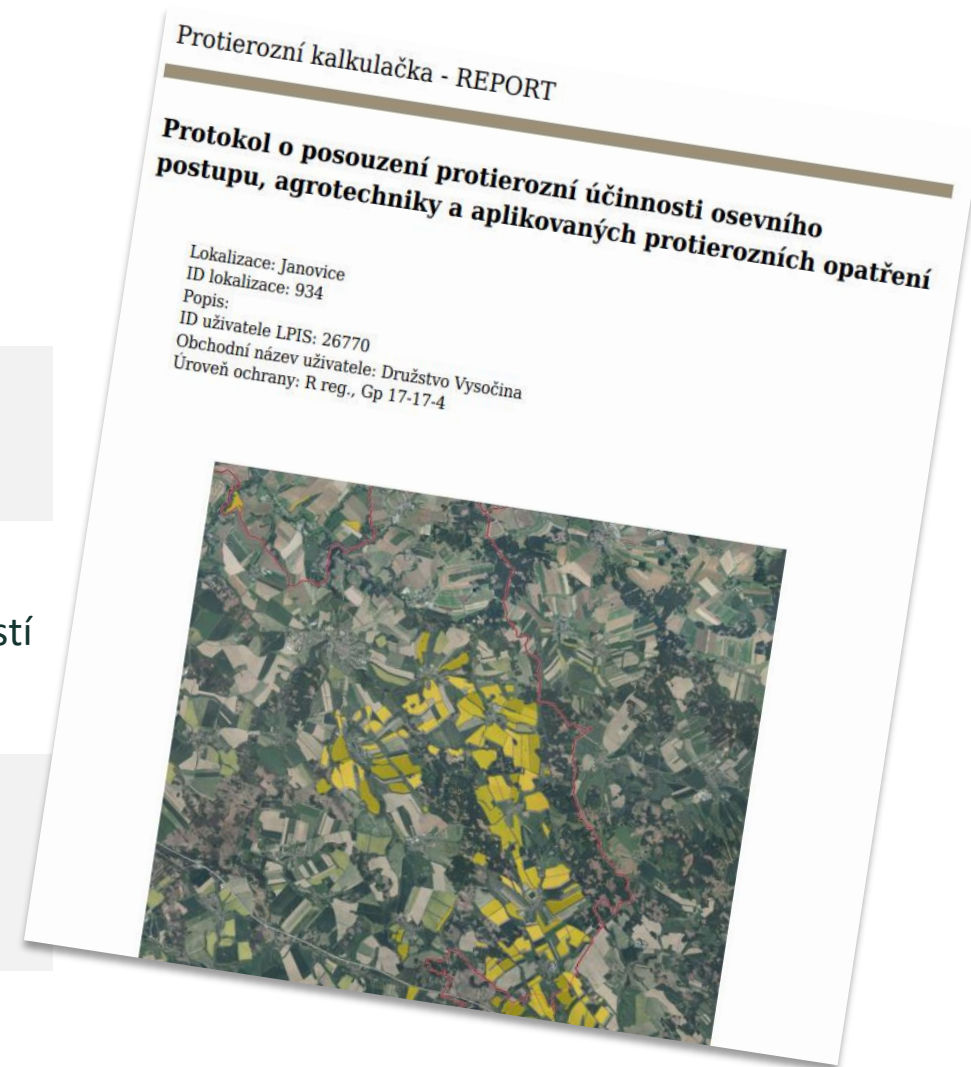 Protierozní kalkulačka - REPORT
Protokol o posouzení protierozní účinnosti osevního
postupu, agrotechniky a aplikovaných protierozních opatření
Lokalizace: Janovice
ID lokalizace: 934
Popis:
ID uživatele LPIS: 26770
Obchodní název uživatele: Družstvo Vysočina
Úroveň ochrany: R reg., Gp 17-17-4
stí